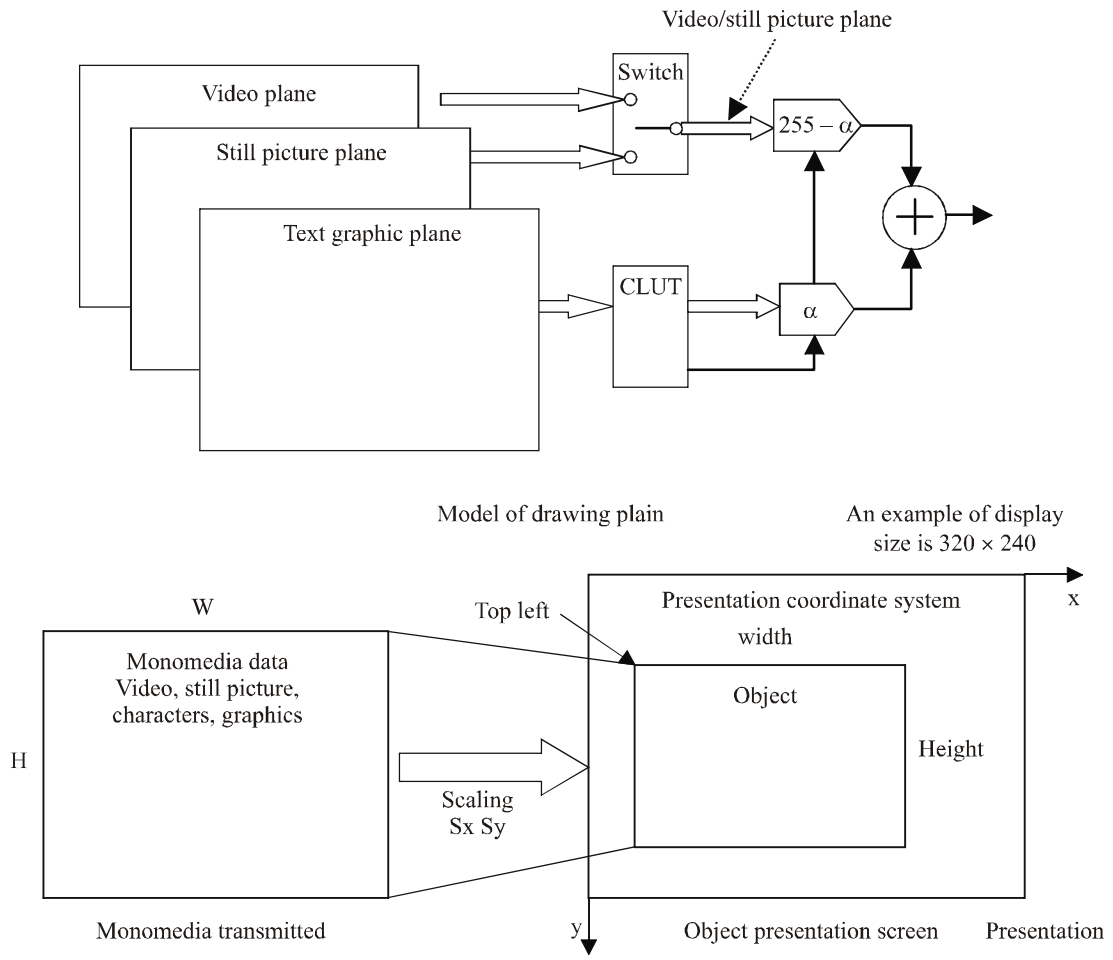 Video/still picture plane
Video plane
Switch
255 – α
Still picture plane
Text graphic plane
CLUT
α
Model of drawing plain
An example of display
size is 320 × 240
x
W
Top left
Presentation coordinate system
width
Monomedia data
Video, still picture,
characters, graphics
Object
H
Height
Scaling
Sx Sy
Monomedia transmitted
y
Object presentation screen
Presentation